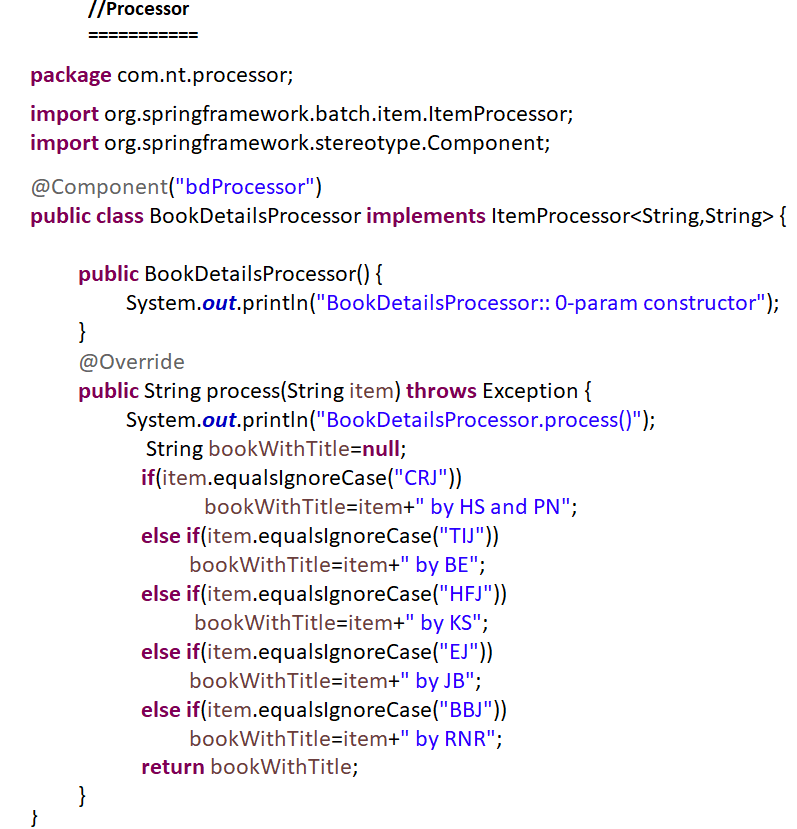 //Processor
===========
package com.nt.processor;
import org.springframework.batch.item.ItemProcessor;
import org.springframework.stereotype.Component;
@Component("bdProcessor")
public class BookDetailsProcessor implements ItemProcessor<String,String> {
public BookDetailsProcessor() {
System.out.println("BookDetailsProcessor:: 0-param constructor");
}
@Override
public String process(String item) throws Exception {
System.out.println("BookDetailsProcessor.process()");
String bookWithTitle=null;
if(item.equalsIgnoreCase("CRJ"))
bookWithTitle=item+" by HS and PN";
else if(item.equalsIgnoreCase("TIJ"))
bookWithTitle=item+" by BE";
else if(item.equalsIgnoreCase("HFJ"))
bookWithTitle=item+" by KS";
else if(item.equalsIgnoreCase("EJ"))
bookWithTitle=item+" by JB";
else if(item.equalsIgnoreCase("BBJ"))
bookWithTitle=item+" by RNR";
return bookWithTitle;
}
}